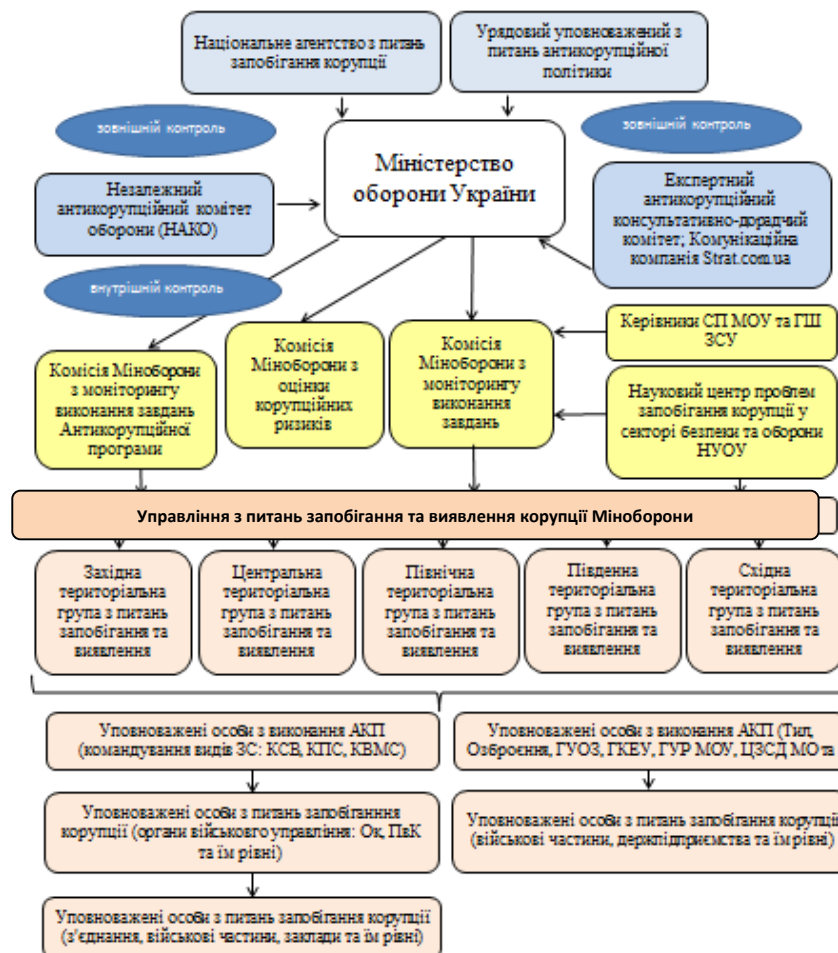 Національне агентство з питань
запобігання корупції
Урядовий уповноважений з
питань антикорупційної
політики
зовнішній контроль
зовнішній контроль
Міністерство
оборони України
Незалежний
антикорупційний комітет
оборони (НАКО)
Експертний
антикорупційний
консультативно-дорадчий
комітет; Комунікаційна
компанія Strat.com.ua
внутрішній контроль
Керівники СП МОУ та ГШ
ЗСУ
Комісія Міноборони
з моніторингу
виконання завдань
Антикорупційної
програми
Комісія
Міноборони з
оцінки
корупційних
ризиків
Комісія
Міноборони з
моніторингу
виконання
завдань
Науковий центр проблем
запобігання корупції у
секторі безпеки та оборони
НУОУ
Управління з питань запобігання та виявлення корупції Міноборони
Західна
територіальна
група з питань
запобігання та
виявлення
Центральна
територіальна
група з питань
запобігання та
виявлення
Північна
територіальна
група з питань
запобігання та
виявлення
Південна
територіальна
група з питань
запобігання та
виявлення
Східна
територіальна
група з питань
запобігання та
виявлення
Уповноважені особи з виконання АКП
(командування видів ЗС: КСВ, КПС, КВМС)
Уповноважені особи з виконання АКП (Тил,
Озброєння, ГУОЗ, ГКЕУ, ГУР МОУ, ЦЗСД МО та
Уповноважені особи з питань запобіганння
корупції (органи військвого управління: Ок, ПвК
та їм рівні)
Уповноважені особи з питань запобігання корупції
(військові частини, держпідприємства та їм рівні)
Уповноважені особи з питань запобігання корупції
(з'єднання, військові частини, заклади та їм рівні)